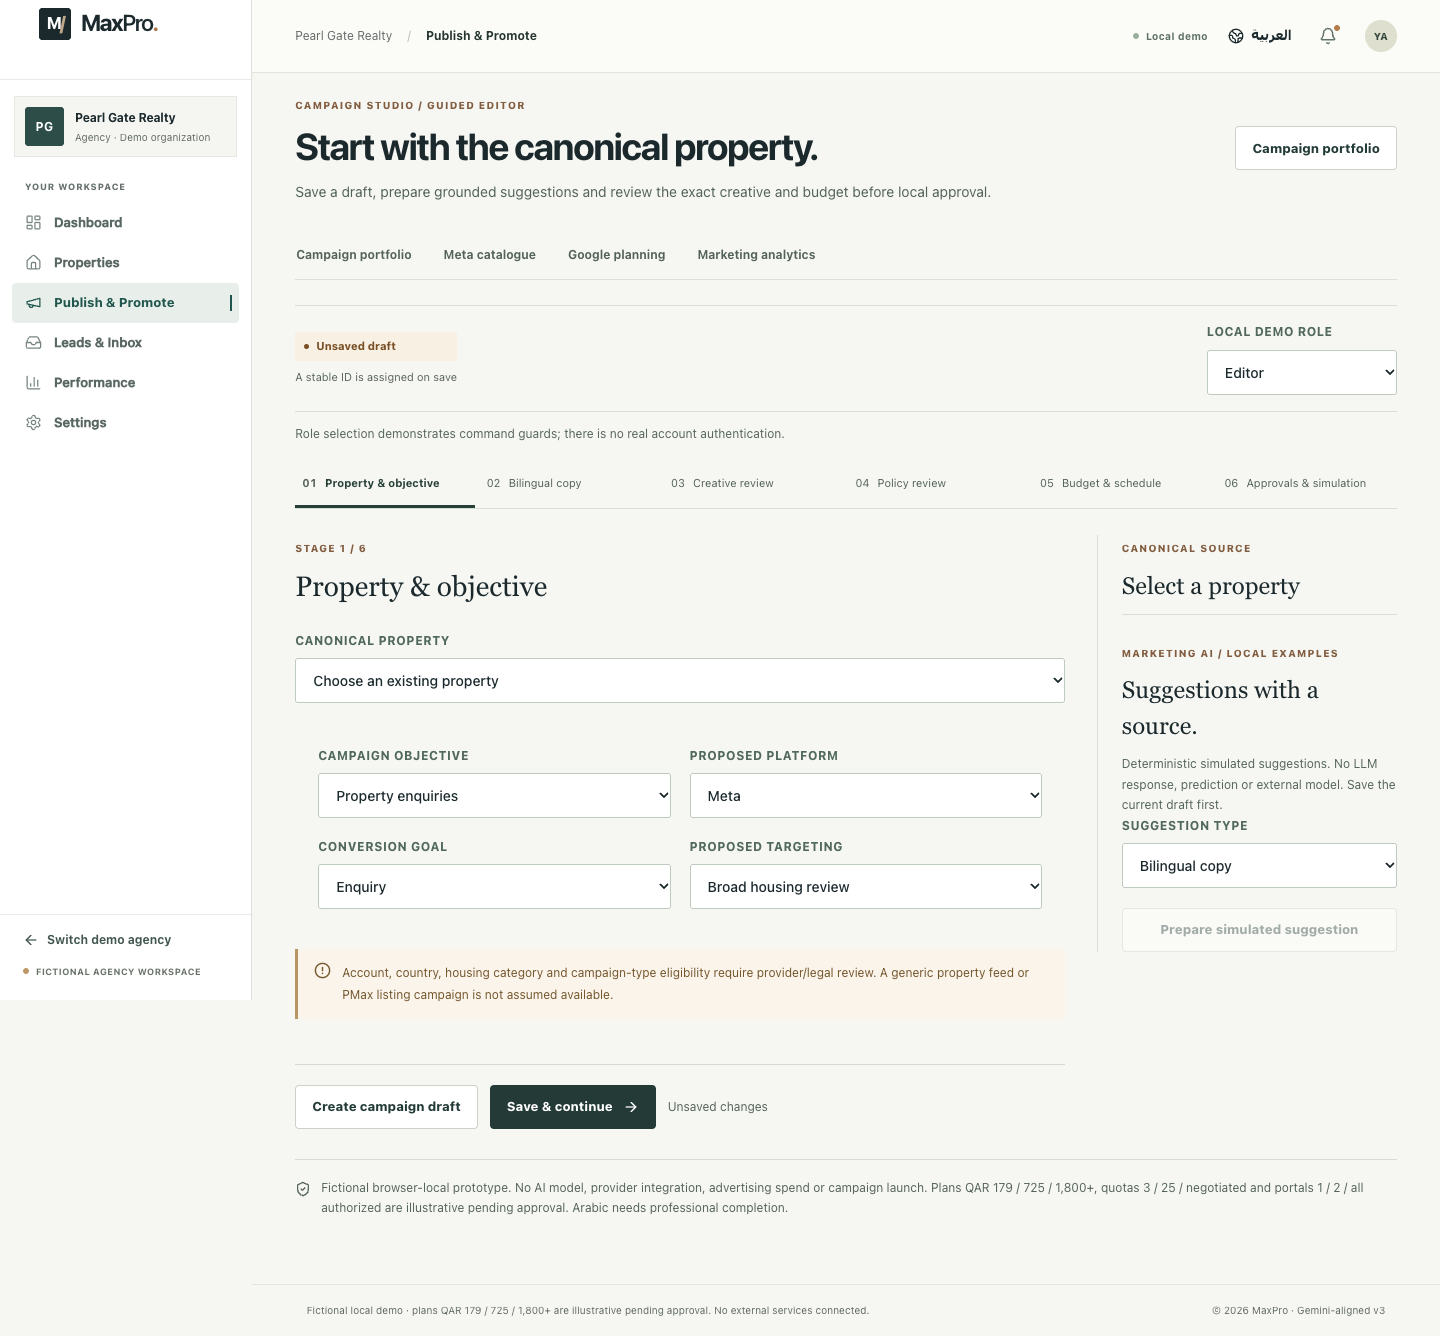 M/ MaxPro.
PG
Pearl Gate Realty
Agency · Demo organization
YOUR WORKSPACE
Dashboard
Properties
Publish & Promote
Leads & Inbox
Performance
Settings
Switch demo agency
FICTIONAL AGENCY WORKSPACE
Pearl Gate Realty / Publish & Promote
Local demo
العربية
YA
CAMPAIGN STUDIO / GUIDED EDITOR
Start with the canonical property.
Save a draft, prepare grounded suggestions and review the exact creative and budget before local approval.
Campaign portfolio
Campaign portfolio Meta catalogue Google planning Marketing analytics
Unsaved draft
A stable ID is assigned on save
LOCAL DEMO ROLE
Editor
Role selection demonstrates command guards; there is no real account authentication.
01 Property & objective 02 Bilingual copy 03 Creative review 04 Policy review 05 Budget & schedule 06 Approvals & simulation
STAGE 1 / 6
Property & objective
CANONICAL PROPERTY
Choose an existing property
CAMPAIGN OBJECTIVE
Property enquiries
PROPOSED PLATFORM
Meta
CONVERSION GOAL
Enquiry
PROPOSED TARGETING
Broad housing review
Account, country, housing category and campaign-type eligibility require provider/legal review. A generic property feed or
PMax listing campaign is not assumed available.
Create campaign draft
Save & continue
Unsaved changes
CANONICAL SOURCE
Select a property
MARKETING AI / LOCAL EXAMPLES
Suggestions with a
source.
Deterministic simulated suggestions. No LLM
response, prediction or external model. Save the
current draft first.
SUGGESTION TYPE
Bilingual copy
Prepare simulated suggestion
Fictional browser-local prototype. No AI model, provider integration, advertising spend or campaign launch. Plans QAR 179 / 725 / 1,800+, quotas 3 / 25 / negotiated and portals 1 / 2 / all
authorized are illustrative pending approval. Arabic needs professional completion.
Fictional local demo · plans QAR 179 / 725 / 1,800+ are illustrative pending approval. No external services connected.
© 2026 MaxPro · Gemini-aligned v3